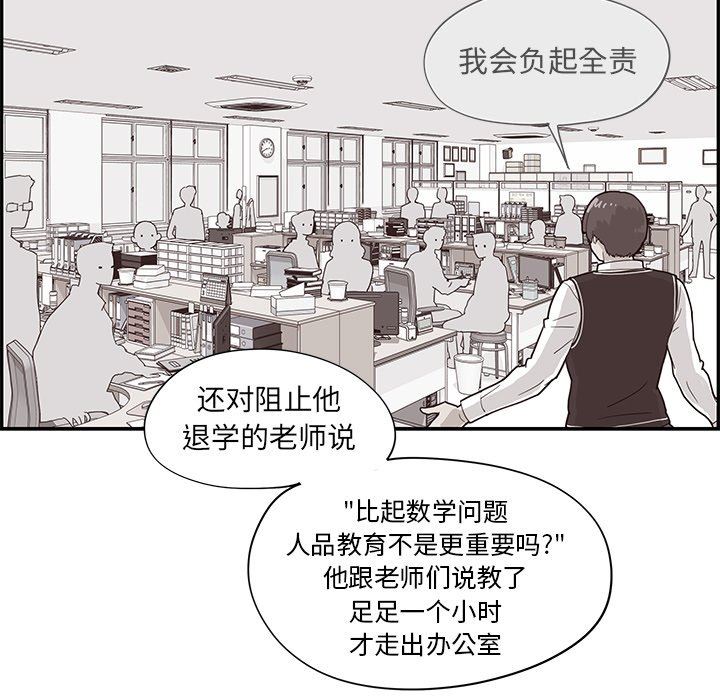 我会负起全责
还对阻止他
退学的老师说
"比起数学问题
人品教育不是更重要吗?"
他跟老师们说教了
足足一个小时
才走出办公室